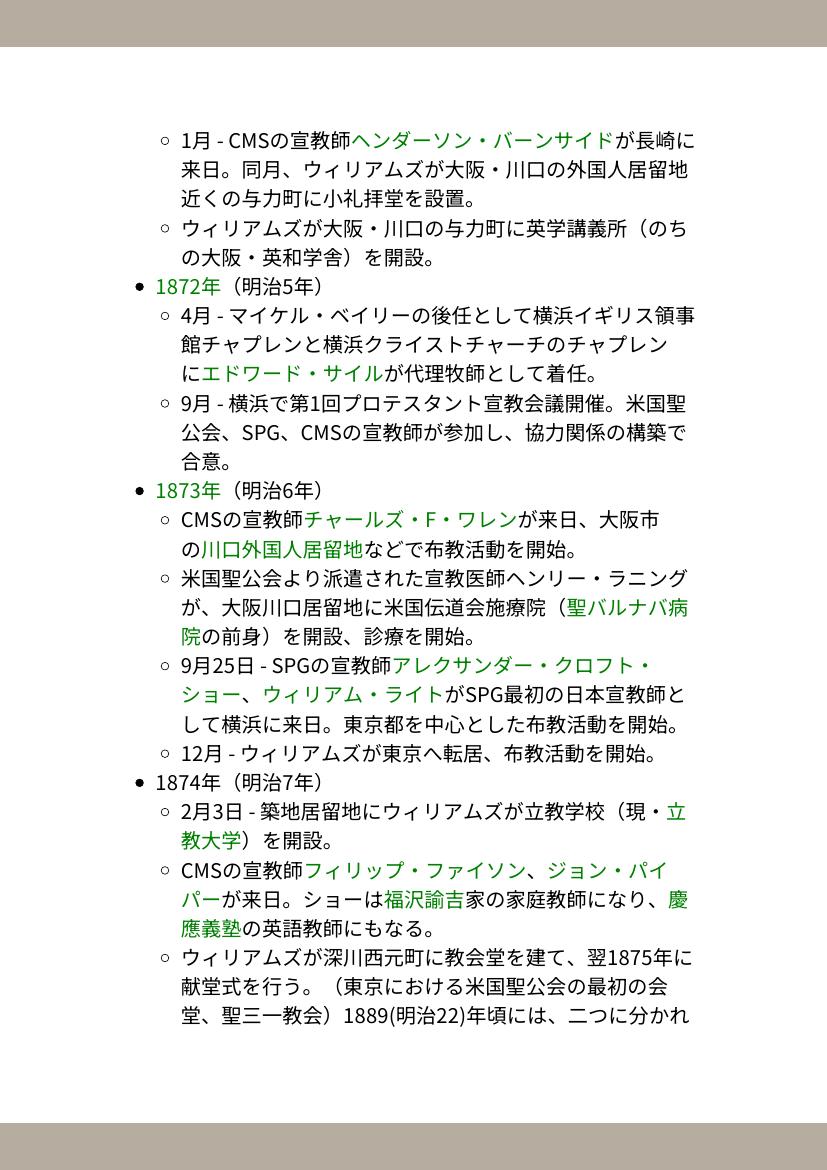 1月 - CMSの宣教師ヘンダーソン・バーンサイドが長崎に
来日。同月、ウィリアムズが大阪・川口の外国人居留地
近くの与力町に小礼拝堂を設置。
ウィリアムズが大阪・川口の与力町に英学講義所（のち
の大阪・英和学舎）を開設。
1872年（明治5年）
4月 - マイケル・ベイリーの後任として横浜イギリス領事
館チャプレンと横浜クライストチャーチのチャプレン
にエドワード・サイルが代理牧師として着任。
9月 - 横浜で第1回プロテスタント宣教会議開催。米国聖
公会、SPG、CMSの宣教師が参加し、協力関係の構築で
合意。
1873年（明治6年）
CMSの宣教師チャールズ・F・ワレンが来日、大阪市
の川口外国人居留地などで布教活動を開始。
米国聖公会より派遣された宣教医師ヘンリー・ラニング
が、大阪川口居留地に米国伝道会施療院（聖バルナバ病
院の前身）を開設、診療を開始。
9月25日 - SPGの宣教師アレクサンダー・クロフト・
ショー、ウィリアム・ライトがSPG最初の日本宣教師と
して横浜に来日。東京都を中心とした布教活動を開始。
12月 - ウィリアムズが東京へ転居、布教活動を開始。
1874年（明治7年）
2月3日 - 築地居留地にウィリアムズが立教学校（現・立
教大学）を開設。
CMSの宣教師フィリップ・ファイソン、ジョン・パイ
パーが来日。ショーは福沢諭吉家の家庭教師になり、慶
應義塾の英語教師にもなる。
ウィリアムズが深川西元町に教会堂を建て、翌1875年に
献堂式を行う。（東京における米国聖公会の最初の会
堂、聖三一教会）1889(明治22)年頃には、二つに分かれ